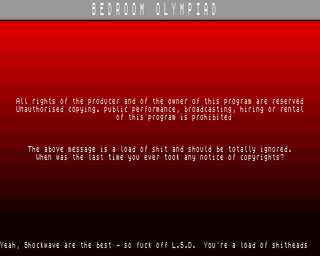 BEDROOM OLYMPIAD
All rights of the producer and of the owner of this program are reserved
Unauthorised copying. public performance, broadcasting, hiring or rental
of this program is prohibited
The above message is a load of shit and should be totally ignored.
When was the last time you ever took any notice of copyrights?
Yeah, Shockwave are the best - so fuck off L.S.D.  You're a load of shitheads